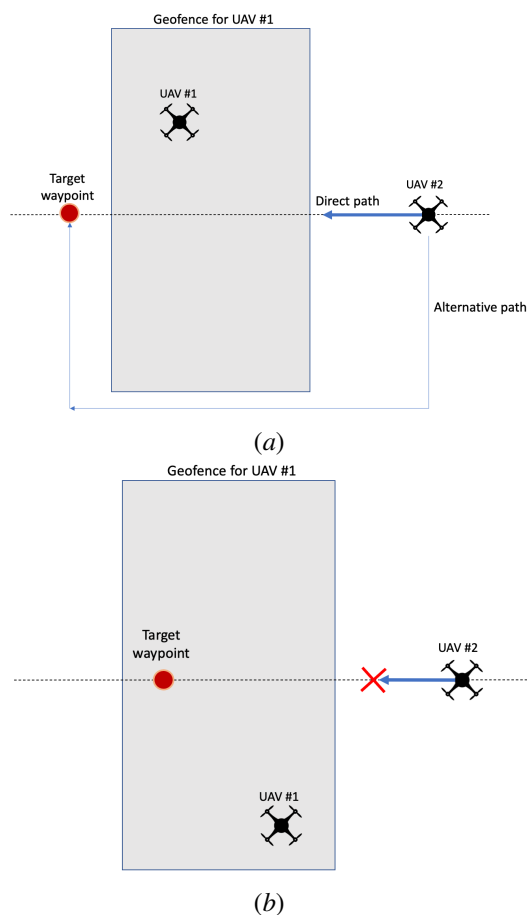 Geofence for UAV #1
UAV #1
Target
waypoint
UAV #2
Direct path
Alternative path
(a)
Geofence for UAV #1
Target
waypoint
UAV #2
UAV #1
(b)